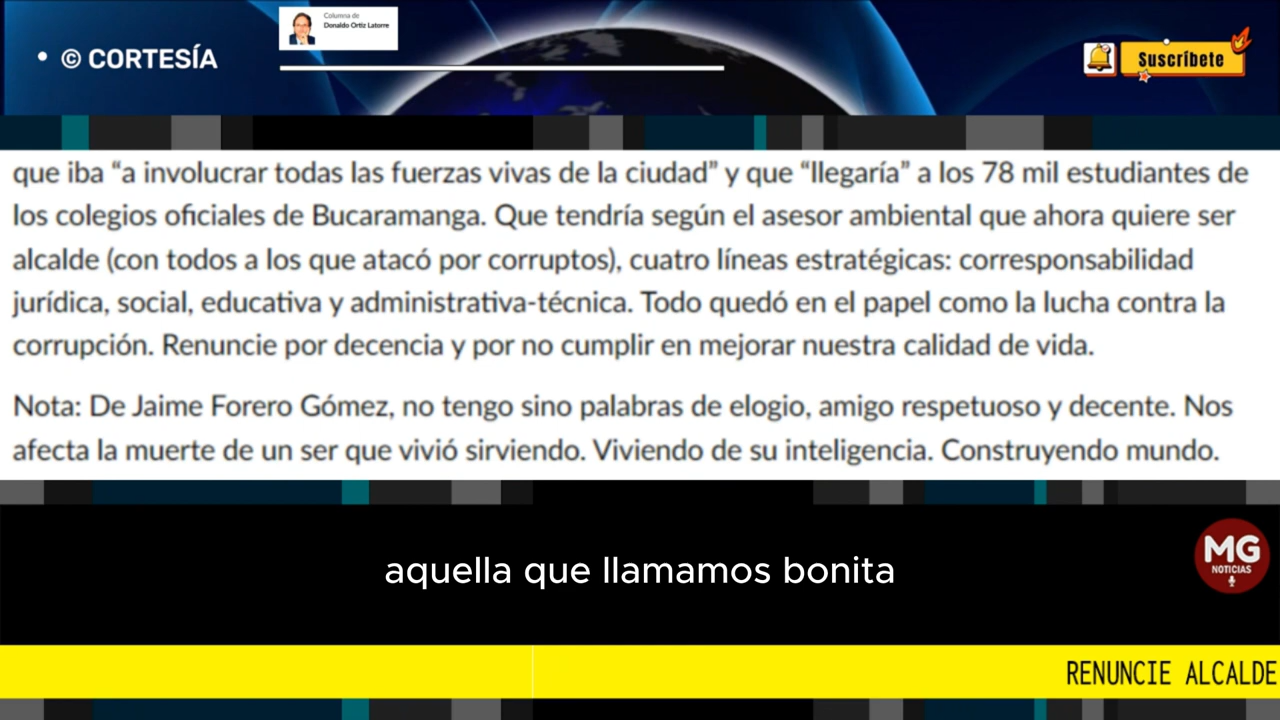 Columna de
Donaldo Ortiz Latorre
• © CORTESÍA
Suscríbete
que iba “a involucrar todas las fuerzas vivas de la ciudad” y que “llegaría” a los 78 mil estudiantes de
los colegios oficiales de Bucaramanga. Que tendría según el asesor ambiental que ahora quiere ser
alcalde (con todos a los que atacó por corruptos), cuatro líneas estratégicas: corresponsabilidad
jurídica, social, educativa y administrativa-técnica. Todo quedó en el papel como la lucha contra la
corrupción. Renuncie por decencia y por no cumplir en mejorar nuestra calidad de vida.
Nota: De Jaime Forero Gómez, no tengo sino palabras de elogio, amigo respetuoso y decente. Nos
afecta la muerte de un ser que vivió sirviendo. Viviendo de su inteligencia. Construyendo mundo.
aquella que llamamos bonita
MG
NOTICIAS
RENUNCIE ALCALDE